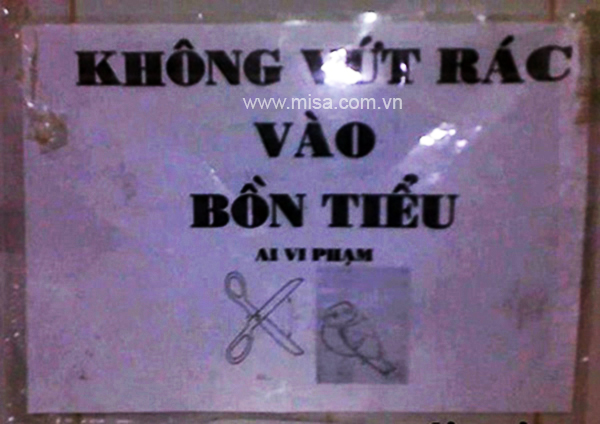 KHÔNG VỨT RÁC
www.misa.com.vn
VÀO
BỒN TIỂU
AI VI PHẠM